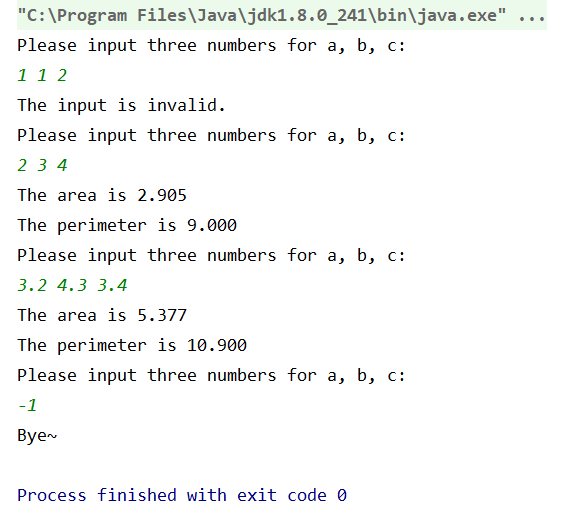 "C:\Program Files\Java\jdk1.8.0_241\bin\java.exe" ...
Please input three numbers for a, b, c:
1 1 2
The input is invalid.
Please input three numbers for a, b, c:
2 3 4
The area is 2.905
The perimeter is 9.000
Please input three numbers for a, b, c:
3.2 4.3 3.4
The area is 5.377
The perimeter is 10.900
Please input three numbers for a, b, c:
-1
Bye~
Process finished with exit code 0